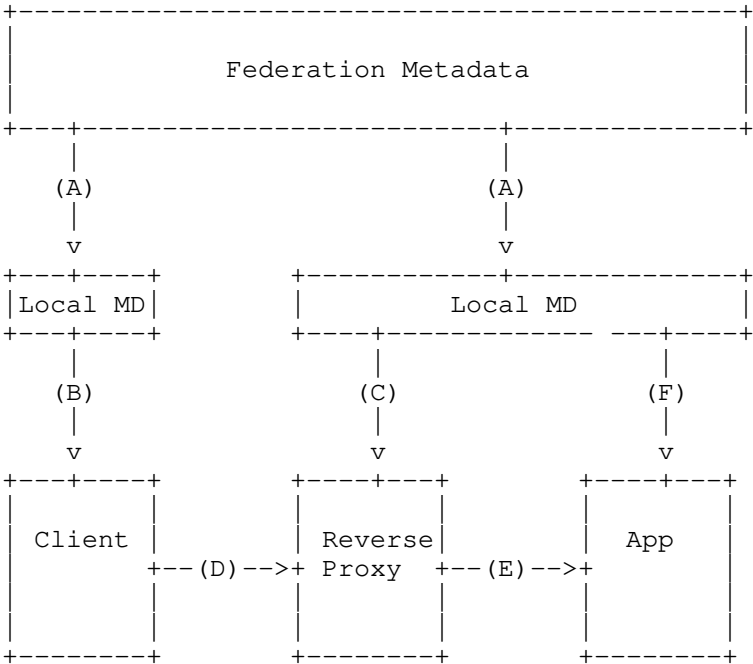 Federation Metadata
(A) (A)
v v
Local MD Local MD
(B) (C) (F)
v v v
Client Reverse App
(D) Proxy (E)